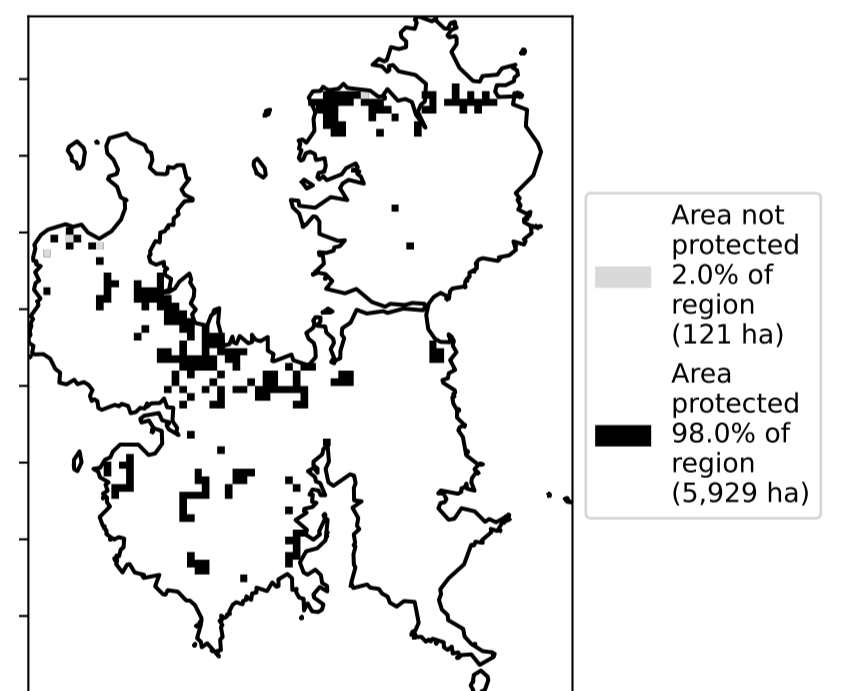 Area not
protected
2.0% of
region
(121 ha)
Area
protected
98.0% of
region
(5,929 ha)